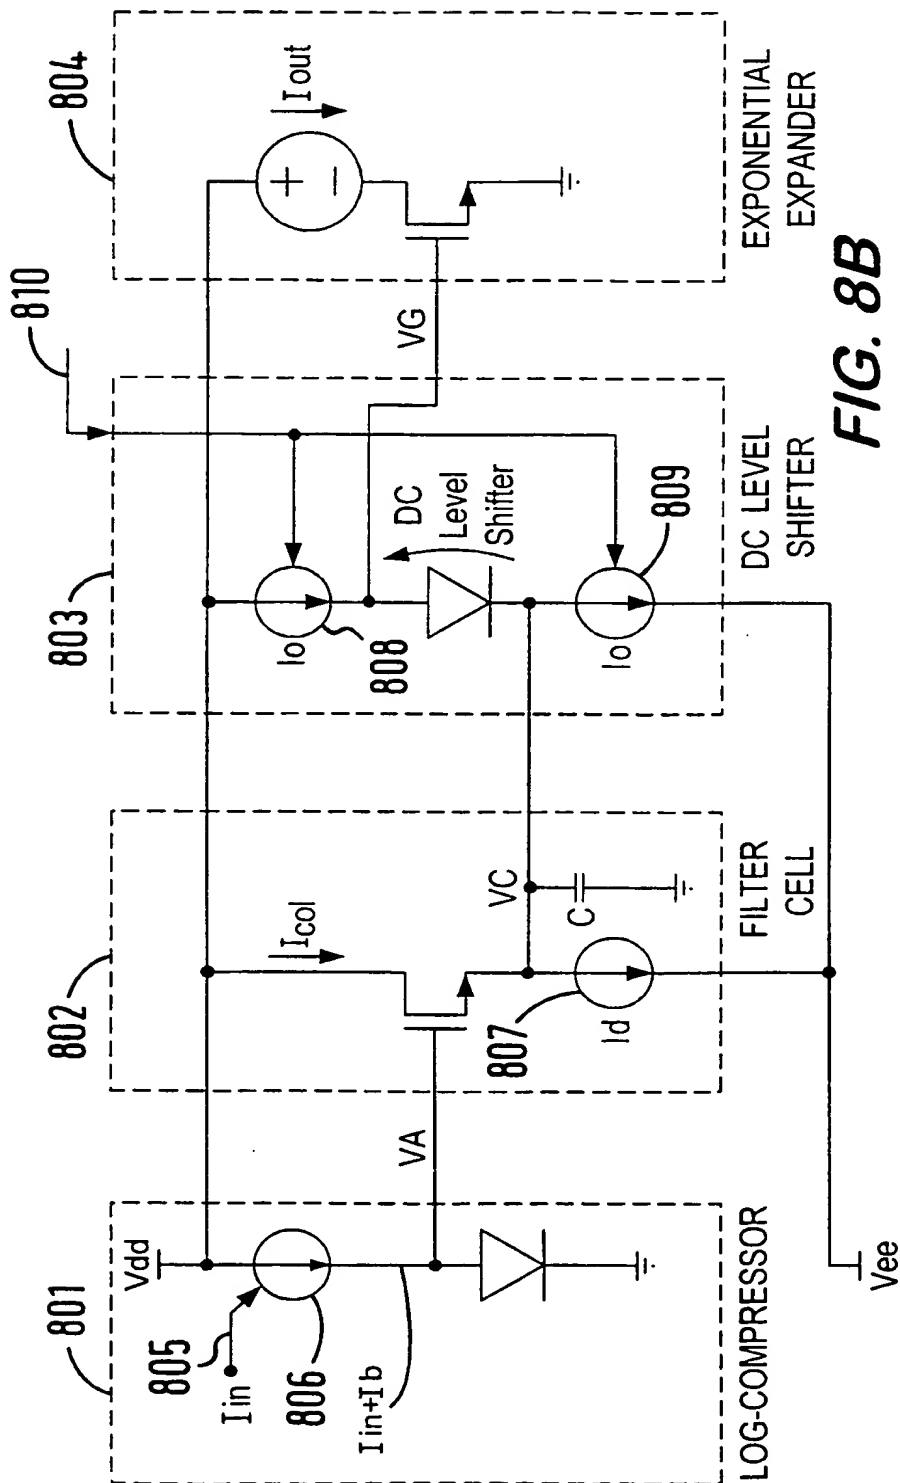 801
Vdd
805
Iin
806
Iin+Ib
LOG-COMPRESSOR
VA
802
Icol
807
Id
VC
C
FILTER
CELL
803
Io
808
DC
Level
Shifter
Io
809
DC LEVEL
SHIFTER
810
VG
804
+
−
Iout
EXPONENTIAL
EXPANDER
Vee
FIG. 8B